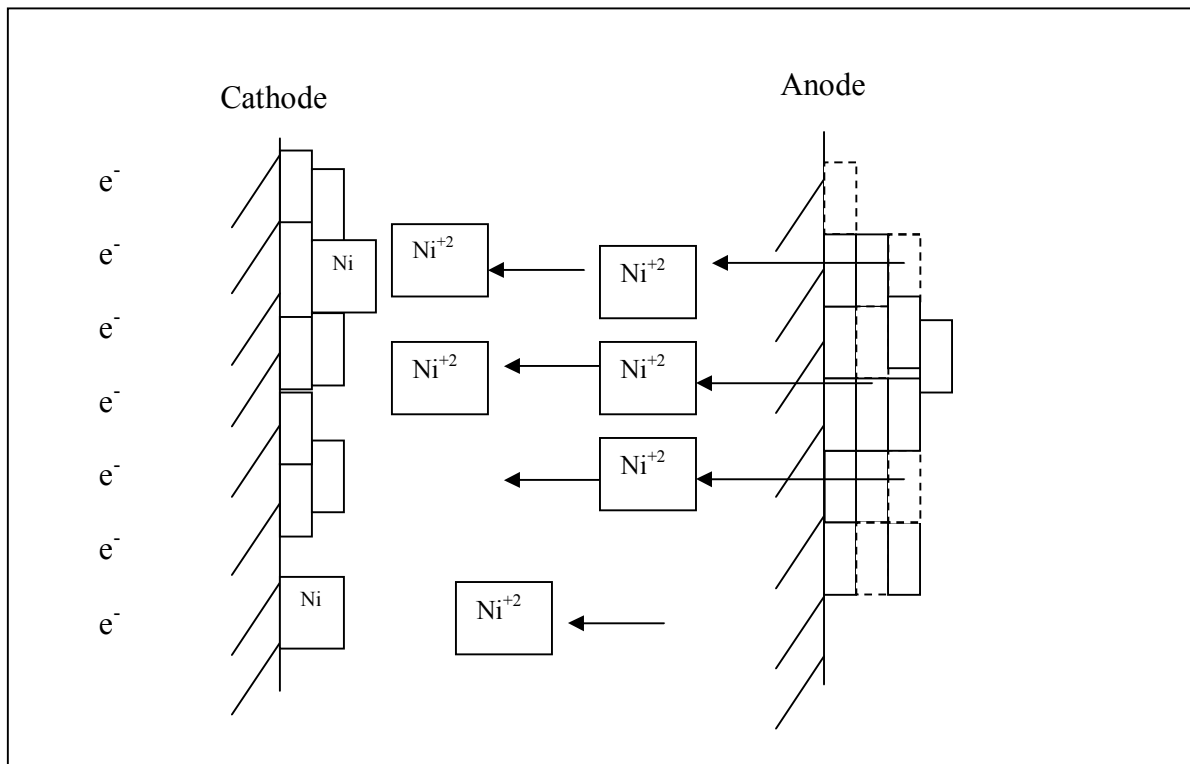 Cathode
Anode
e⁻
e⁻
e⁻
e⁻
e⁻
e⁻
e⁻
Ni
Ni⁺²
Ni⁺²
Ni⁺²
Ni⁺²
Ni⁺²
Ni
Ni⁺²